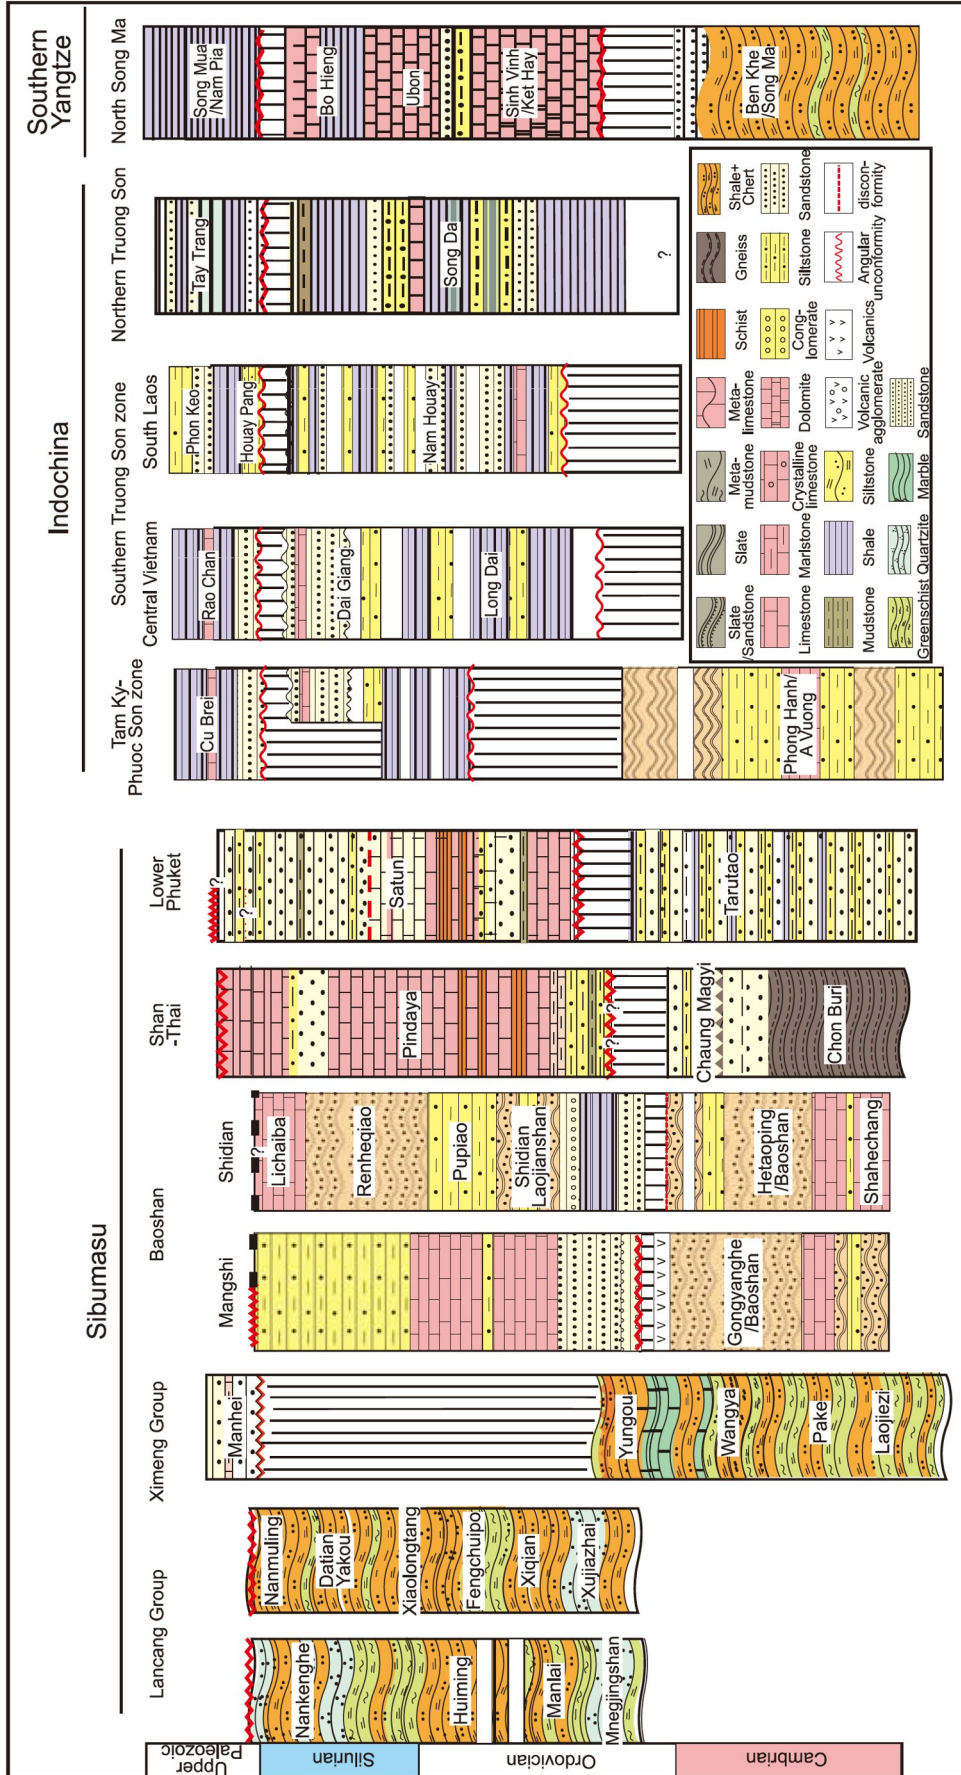 Southern
Yangtze
Indochina
Sibumasu
North Song Ma
Northern Truong Son
Southern Truong Son zone
South Laos
Central Vietnam
Tam Ky-
Phuoc Son zone
Lower
Phuket
Shan
-Thai
Baoshan
Shidian
Mangshi
Ximeng Group
Lancang Group
Song Mua
/Nam Pia
Bo Hieng
Ubon
Sinh Vinh
/Ket Hay
Ben Khe
/Song Ma
Tay Trang
Song Da
?
Phon Keo
Houay Pang
Nam Houay
Rao Chan
Dai Giang
Long Dai
Cu Brei
Phong Hanh/
A Vuong
?
?
Satun
Tarutao
Pindaya
?
?
Chaung Magyi
Chon Buri
?
Lichaiba
Renheqiao
Pupiao
Shidian
Laojianshan
Hetaoping
/Baoshan
Shahechang
Gongyanghe
/Baoshan
Manhei
Yungou
Wangya
Pake
Laojiezi
Nanmuling
Datian
Yakou
Xiaolongtang
Fengchuipo
Xiqian
Xujiazhai
Nankenghe
Huiming
Manlai
Mnegjingshan
Upper
Paleozoic
Silurian
Ordovician
Cambrian
Slate
/Sandstone
Slate
Meta-
mudstone
Meta-
limestone
Schist
Gneiss
Shale+
Chert
Limestone
Marlstone
Crystalline
limestone
Dolomite
Cong-
lomerate
Siltstone
Sandstone
Mudstone
Shale
Siltstone
Volcanic
agglomerate
Volcanics
Angular
unconformity
discon-
formity
Greenschist
Quartzite
Marble
Sandstone